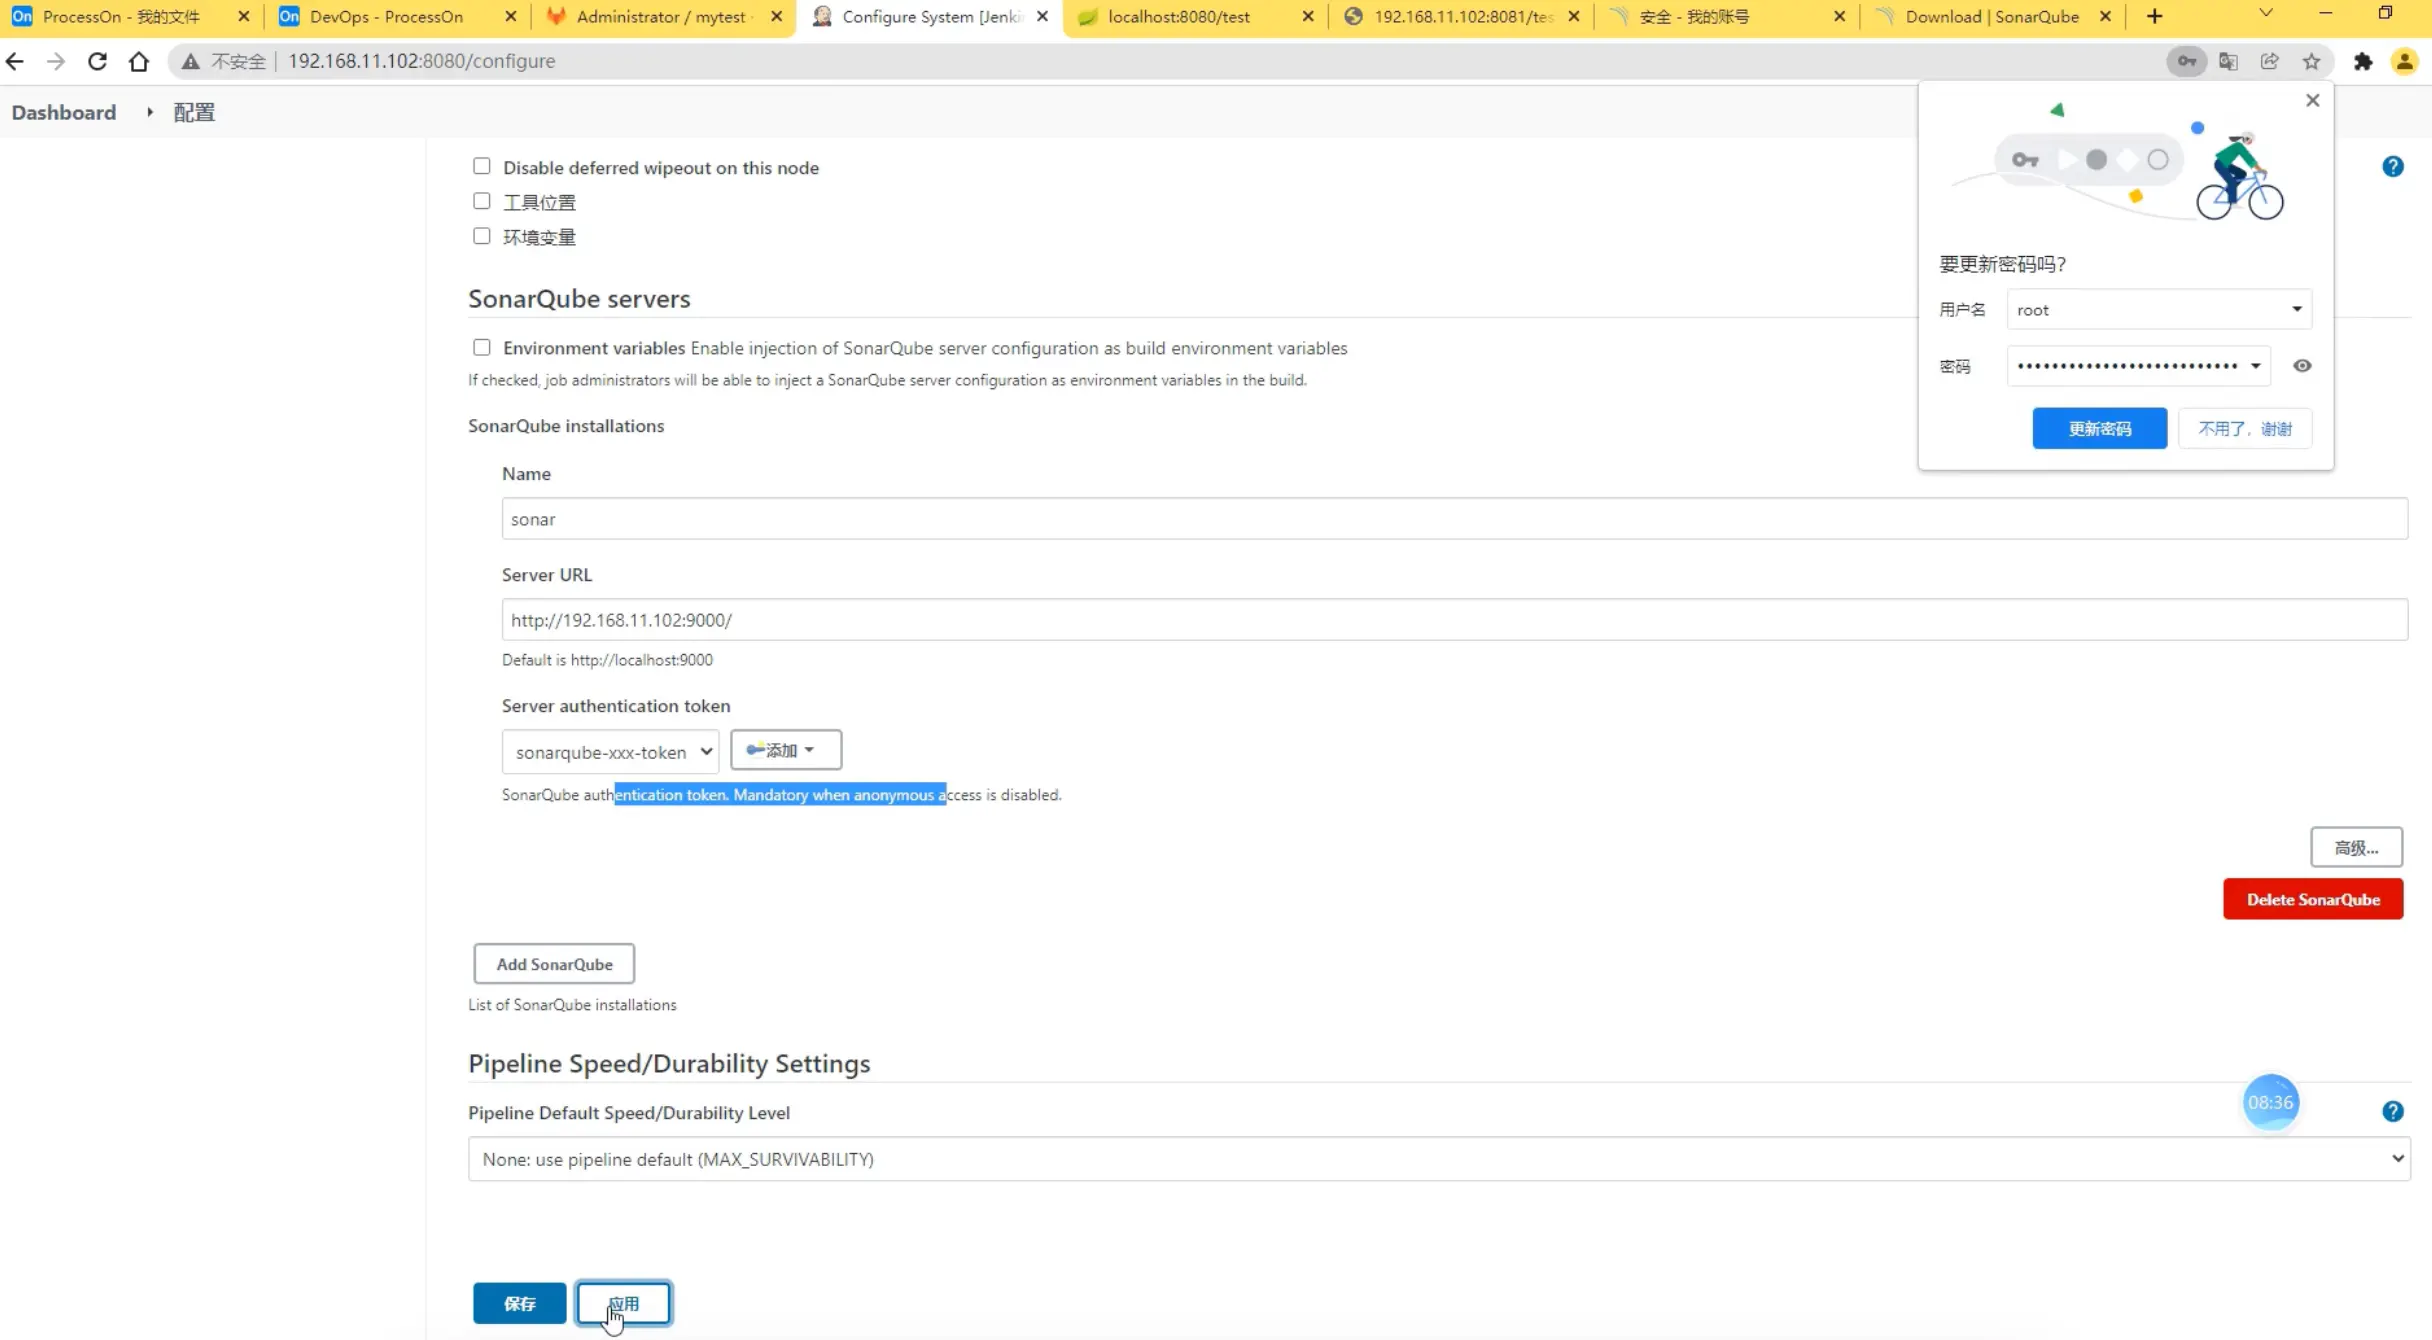 On ProcessOn - 我的文件
On DevOps - ProcessOn
Administrator / mytest
Configure System [Jenki
localhost:8080/test
192.168.11.102:8081/tes
安全 - 我的账号
Download | SonarQube
不安全
192.168.11.102:8080/configure
Dashboard
配置
Disable deferred wipeout on this node
工具位置
环境变量
SonarQube servers
Environment variables Enable injection of SonarQube server configuration as build environment variables
If checked, job administrators will be able to inject a SonarQube server configuration as environment variables in the build.
SonarQube installations
Name
sonar
Server URL
http://192.168.11.102:9000/
Default is http://localhost:9000
Server authentication token
sonarqube-xxx-token
添加
SonarQube authentication token. Mandatory when anonymous access is disabled.
高级...
Delete SonarQube
Add SonarQube
List of SonarQube installations
Pipeline Speed/Durability Settings
Pipeline Default Speed/Durability Level
None: use pipeline default (MAX_SURVIVABILITY)
保存
应用
要更新密码吗?
用户名
root
密码
••••••••••••••••••••••••••
更新密码
不用了，谢谢
08:36